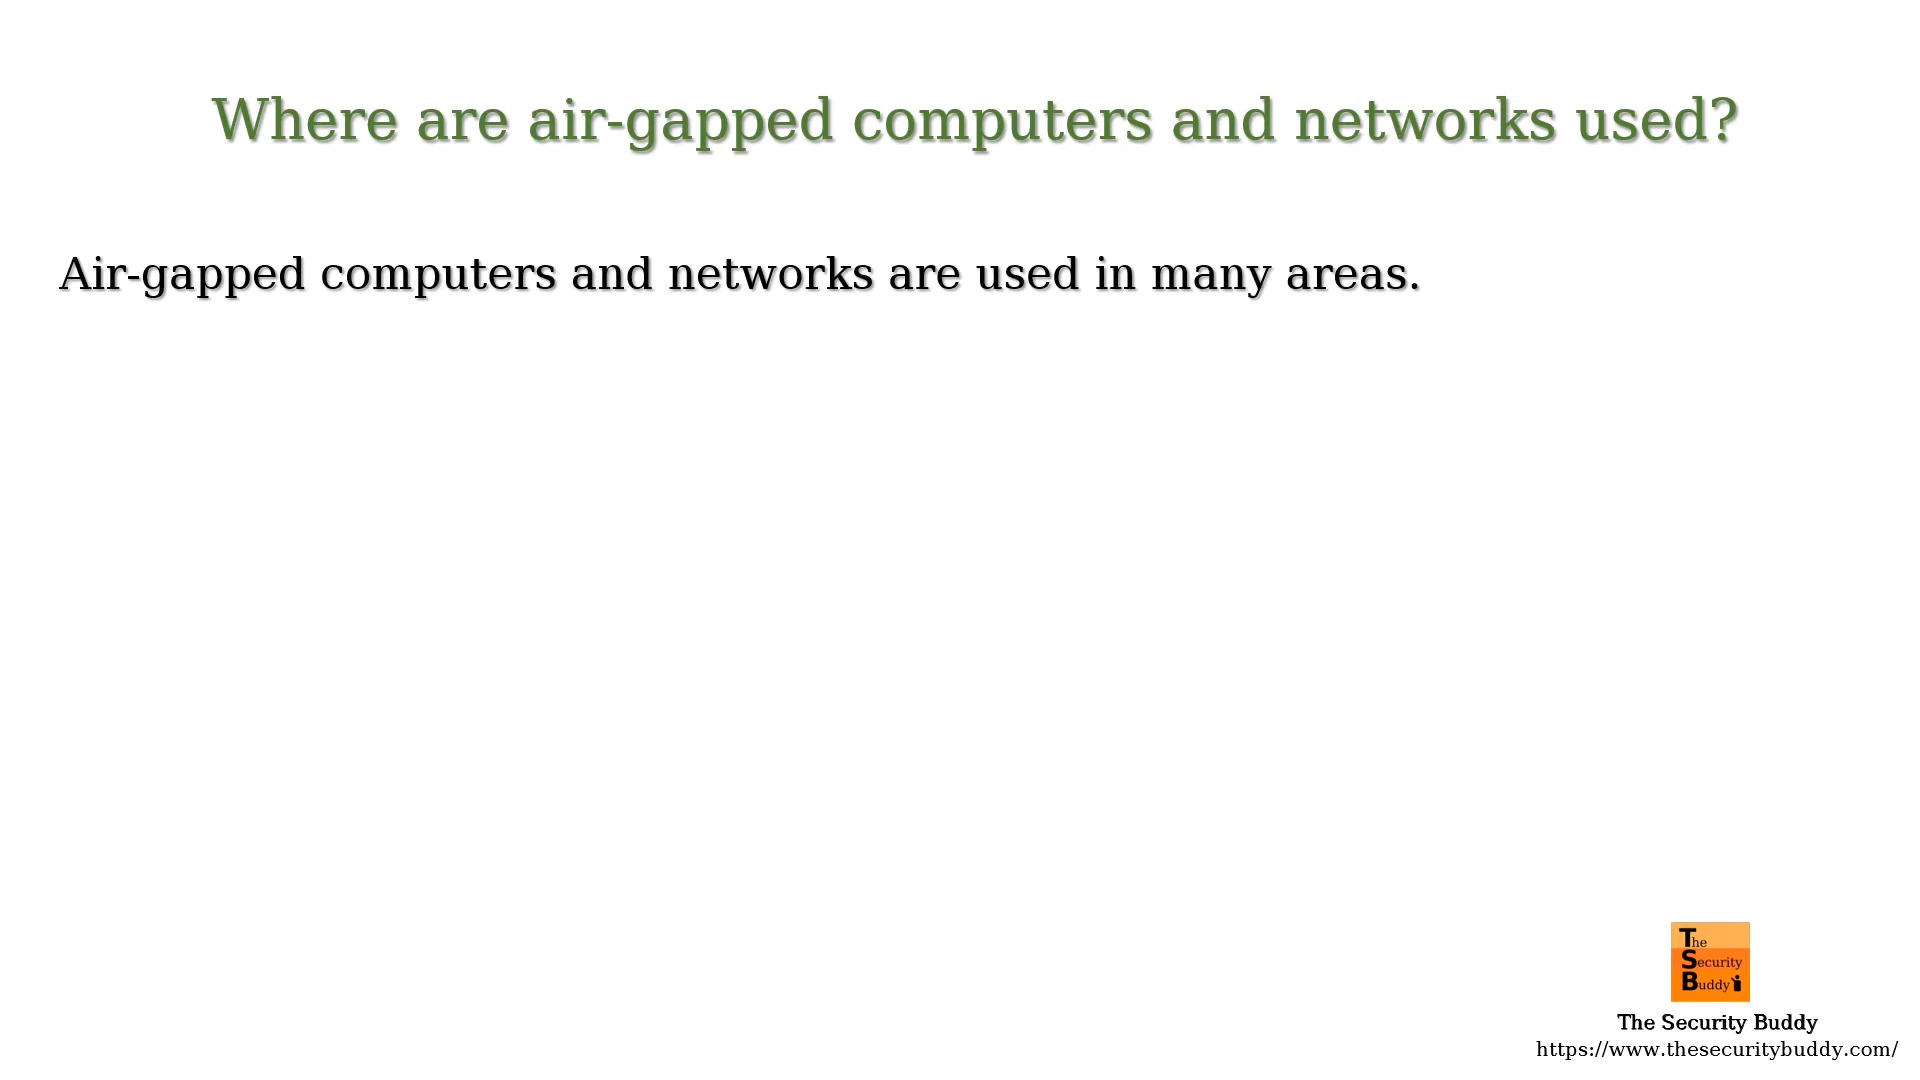 Where are air-gapped computers and networks used?
Air-gapped computers and networks are used in many areas.
The
Security
Buddy
The Security Buddy
https://www.thesecuritybuddy.com/